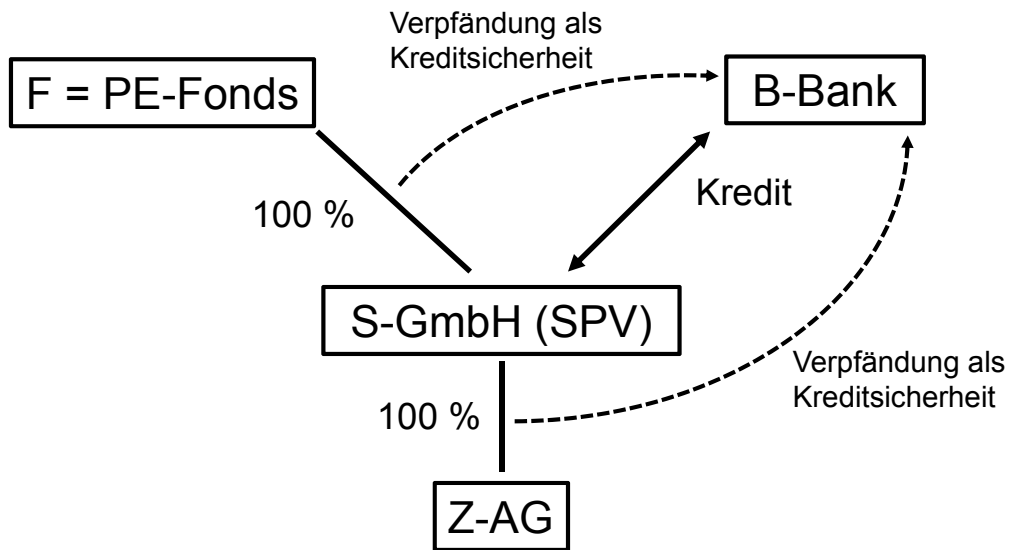 Verpfändung als
Kreditsicherheit
F = PE-Fonds
B-Bank
Kredit
100 %
S-GmbH (SPV)
Verpfändung als
Kreditsicherheit
100 %
Z-AG